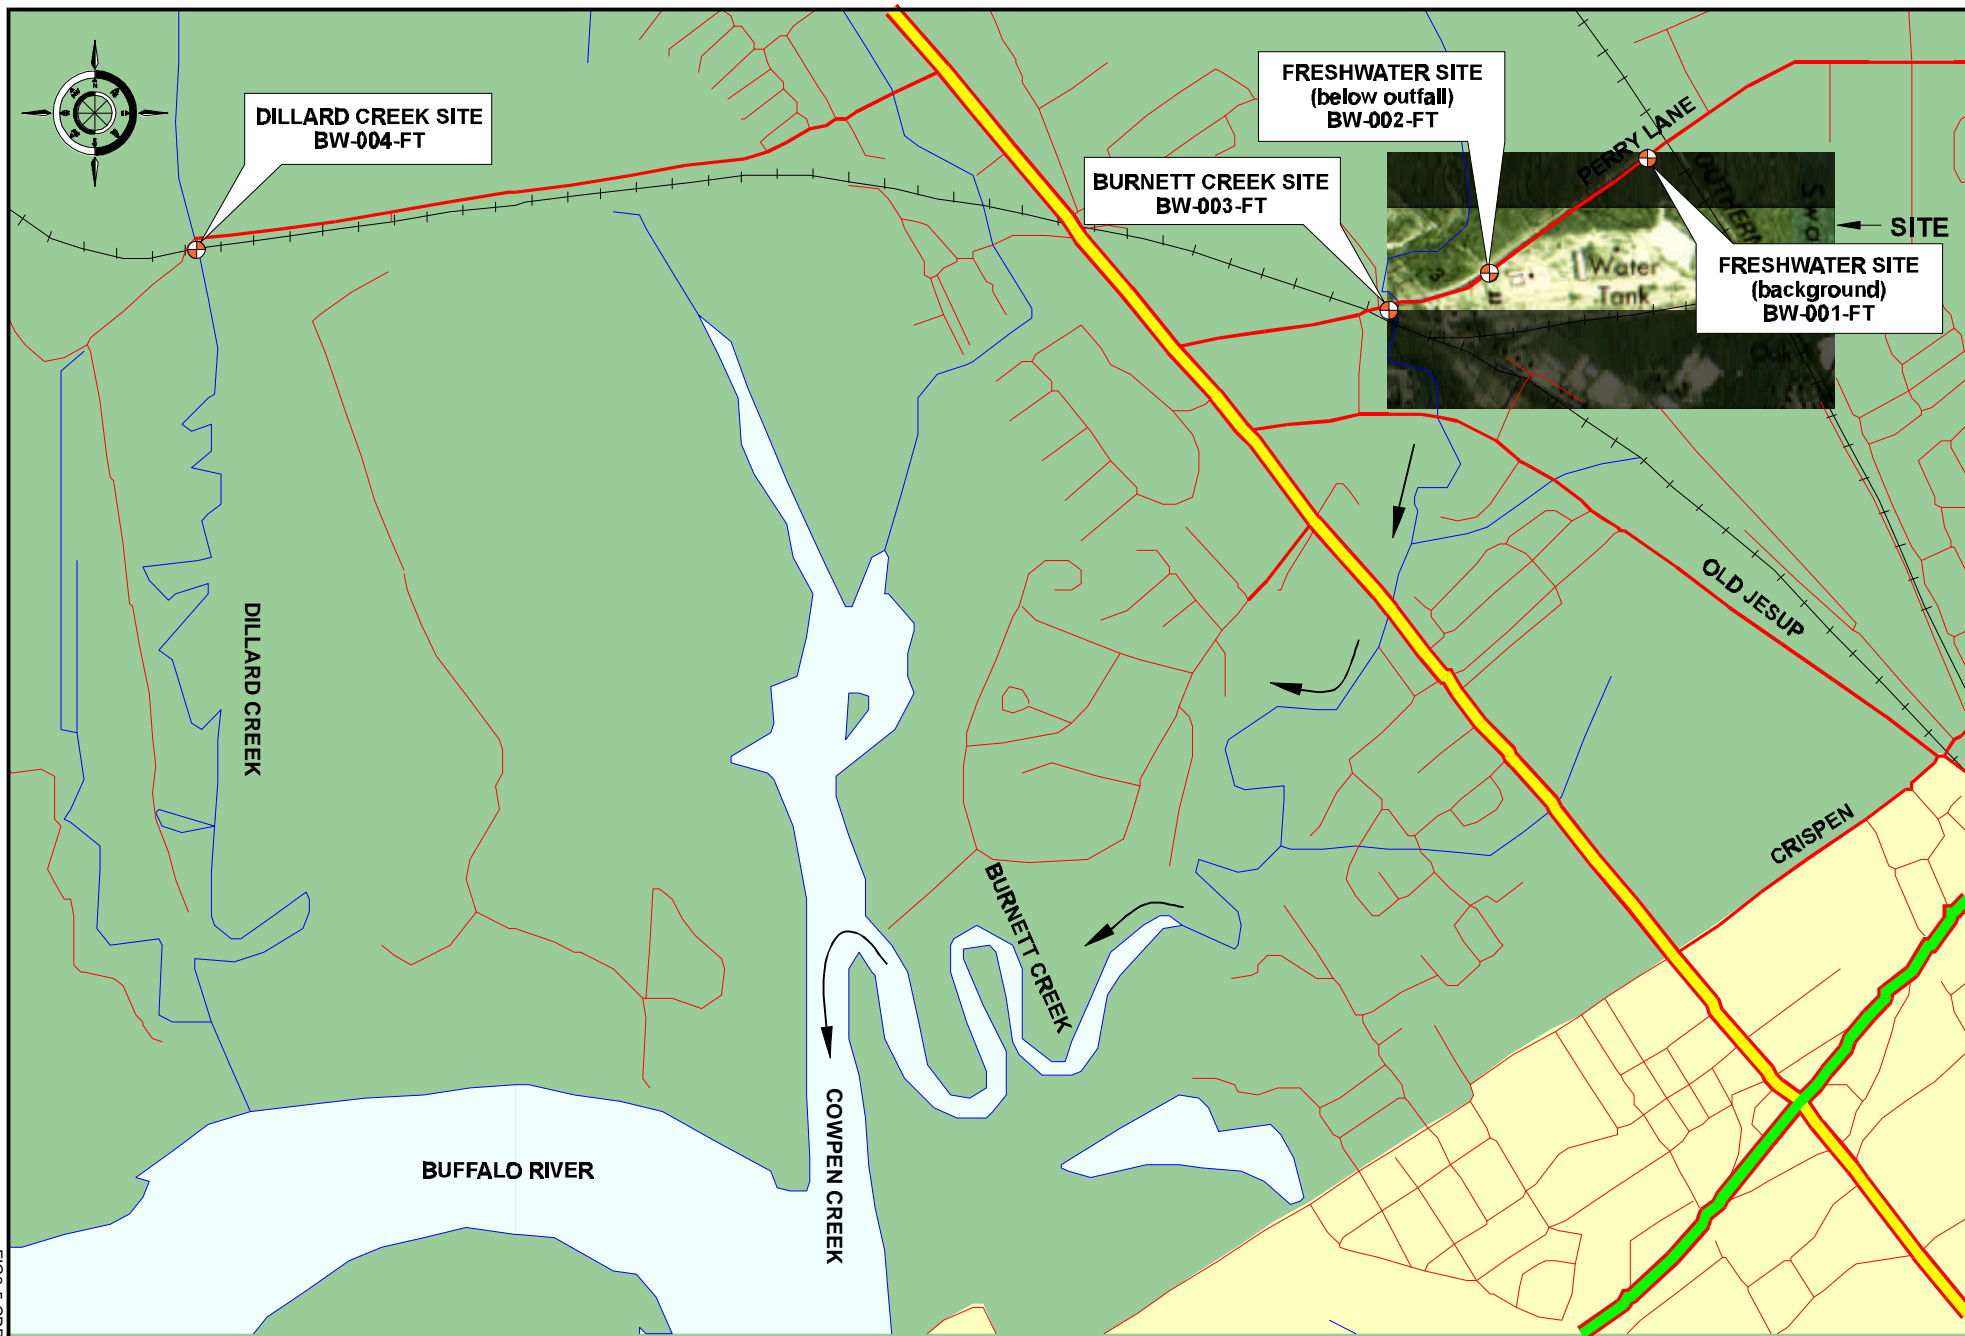 DILLARD CREEK SITE
BW-004-FT
FRESHWATER SITE
(below outfall)
BW-002-FT
BURNETT CREEK SITE
BW-003-FT
PERRY LANE
SITE
Water
Tank
FRESHWATER SITE
(background)
BW-001-FT
OLD JESUP
DILLARD CREEK
CRISPEN
BURNETT CREEK
COWPEN CREEK
BUFFALO RIVER